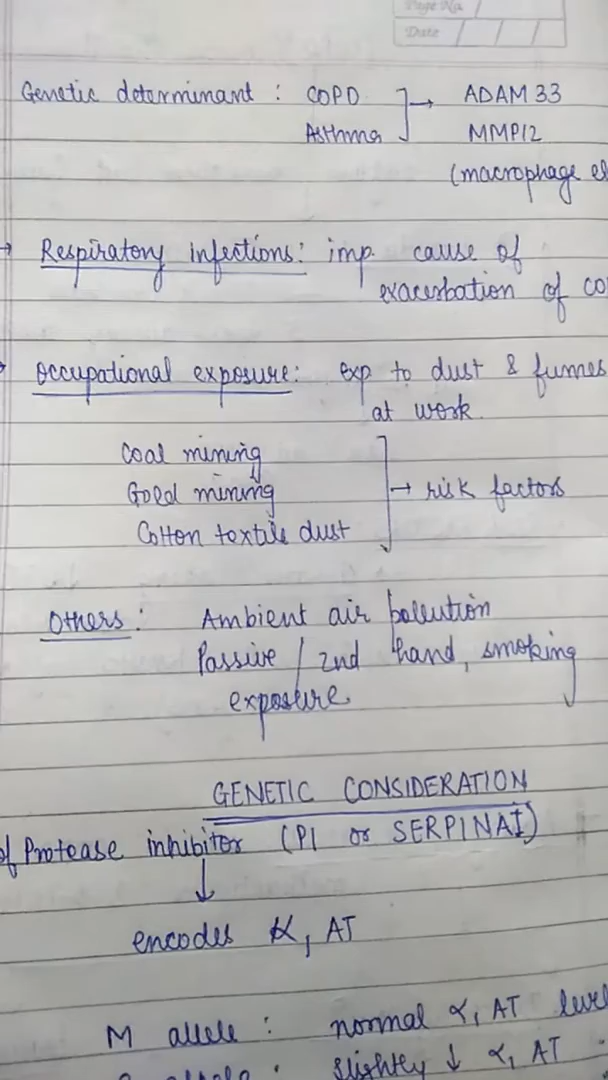 Page No.
Date
Genetic determinant : COPD → ADAM 33
Asthma MMP12
(macrophage
→ Respiratory infections: imp. cause of
exacerbation of
→ Occupational exposure: exp to dust & fumes
at work
Coal mining
Gold mining → risk factors
Cotton textile dust
Others : Ambient air pollution
Passive / 2nd hand smoking
exposure
GENETIC CONSIDERATION
of Protease inhibitor (PI or SERPINA1)
↓
encodes α₁ AT
M allele : normal α₁ AT
slightly ↓ α₁ AT